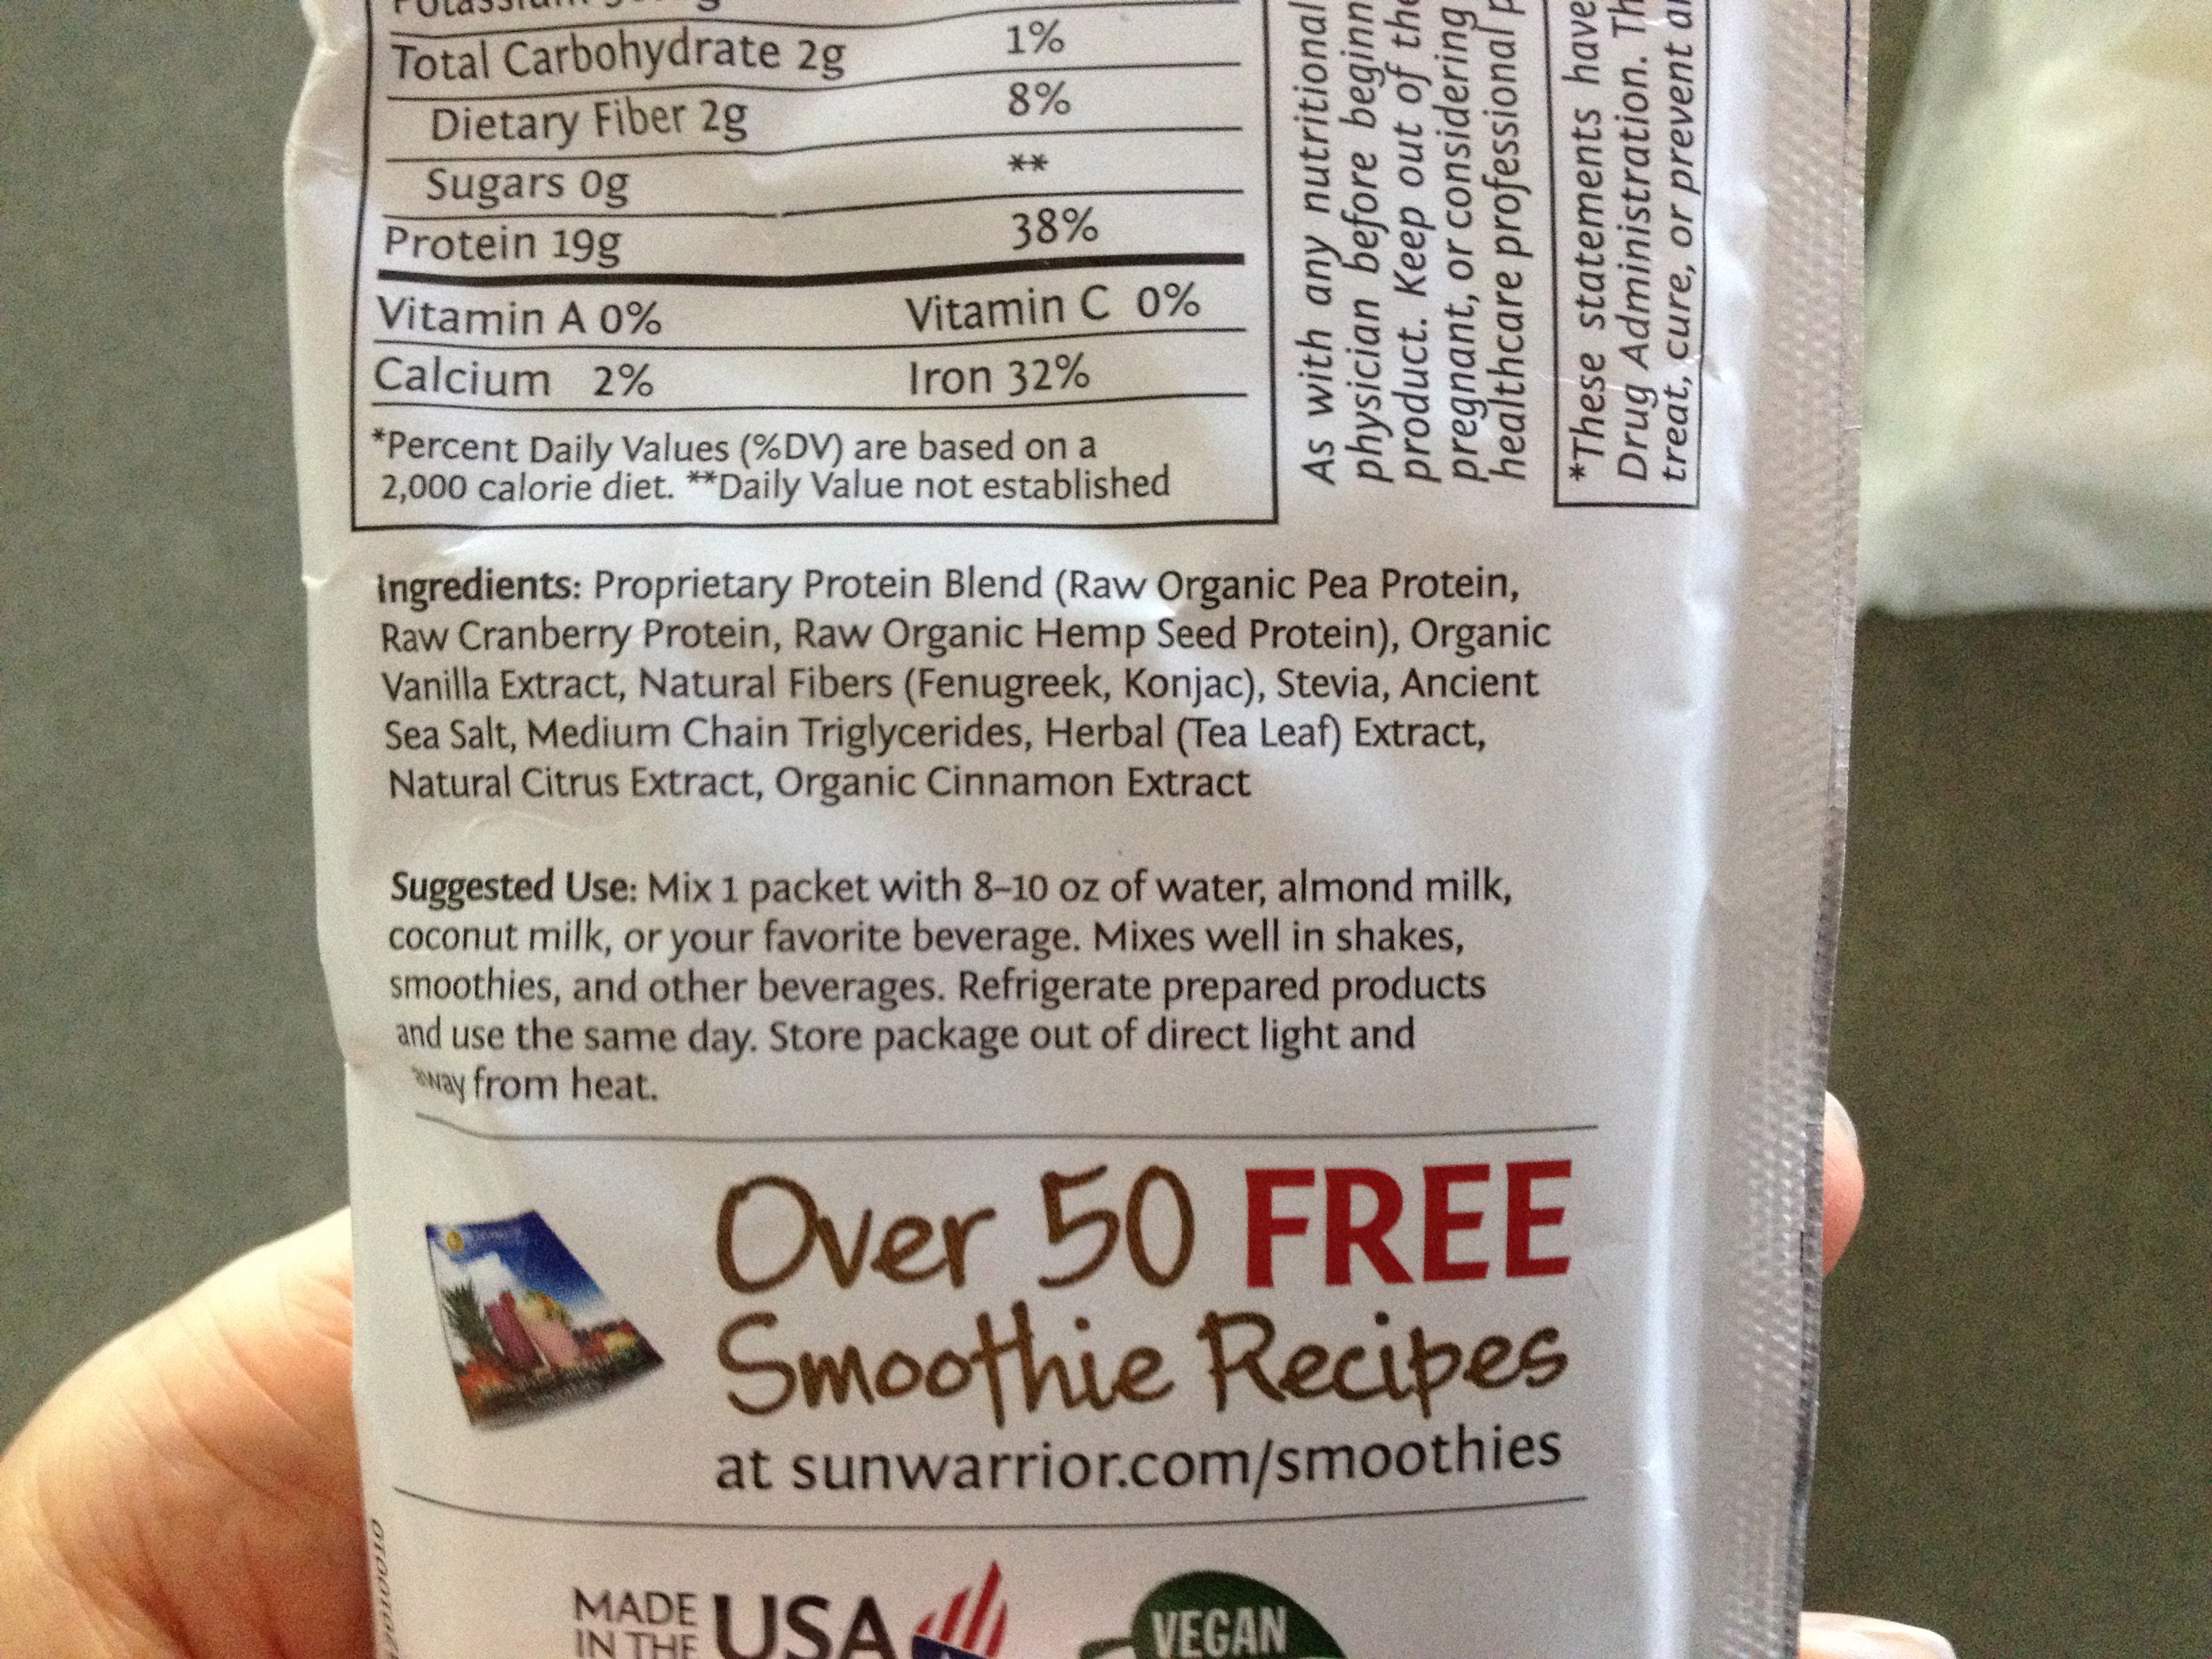 Total Carbohydrate 2g 1%
Dietary Fiber 2g 8%
Sugars 0g **
Protein 19g 38%
Vitamin A 0% Vitamin C 0%
Calcium 2% Iron 32%
*Percent Daily Values (%DV) are based on a
2,000 calorie diet. **Daily Value not established
As with any nutritional
physician before
product. Keep out of
pregnant, or considering
healthcare professional
*These statements have
Drug Administration.
treat, cure, or prevent
Ingredients: Proprietary Protein Blend (Raw Organic Pea Protein,
Raw Cranberry Protein, Raw Organic Hemp Seed Protein), Organic
Vanilla Extract, Natural Fibers (Fenugreek, Konjac), Stevia, Ancient
Sea Salt, Medium Chain Triglycerides, Herbal (Tea Leaf) Extract,
Natural Citrus Extract, Organic Cinnamon Extract
Suggested Use: Mix 1 packet with 8–10 oz of water, almond milk,
coconut milk, or your favorite beverage. Mixes well in shakes,
smoothies, and other beverages. Refrigerate prepared products
and use the same day. Store package out of direct light and
away from heat.
Over 50 FREE
Smoothie Recipes
at sunwarrior.com/smoothies
MADE
IN THE USA
VEGAN